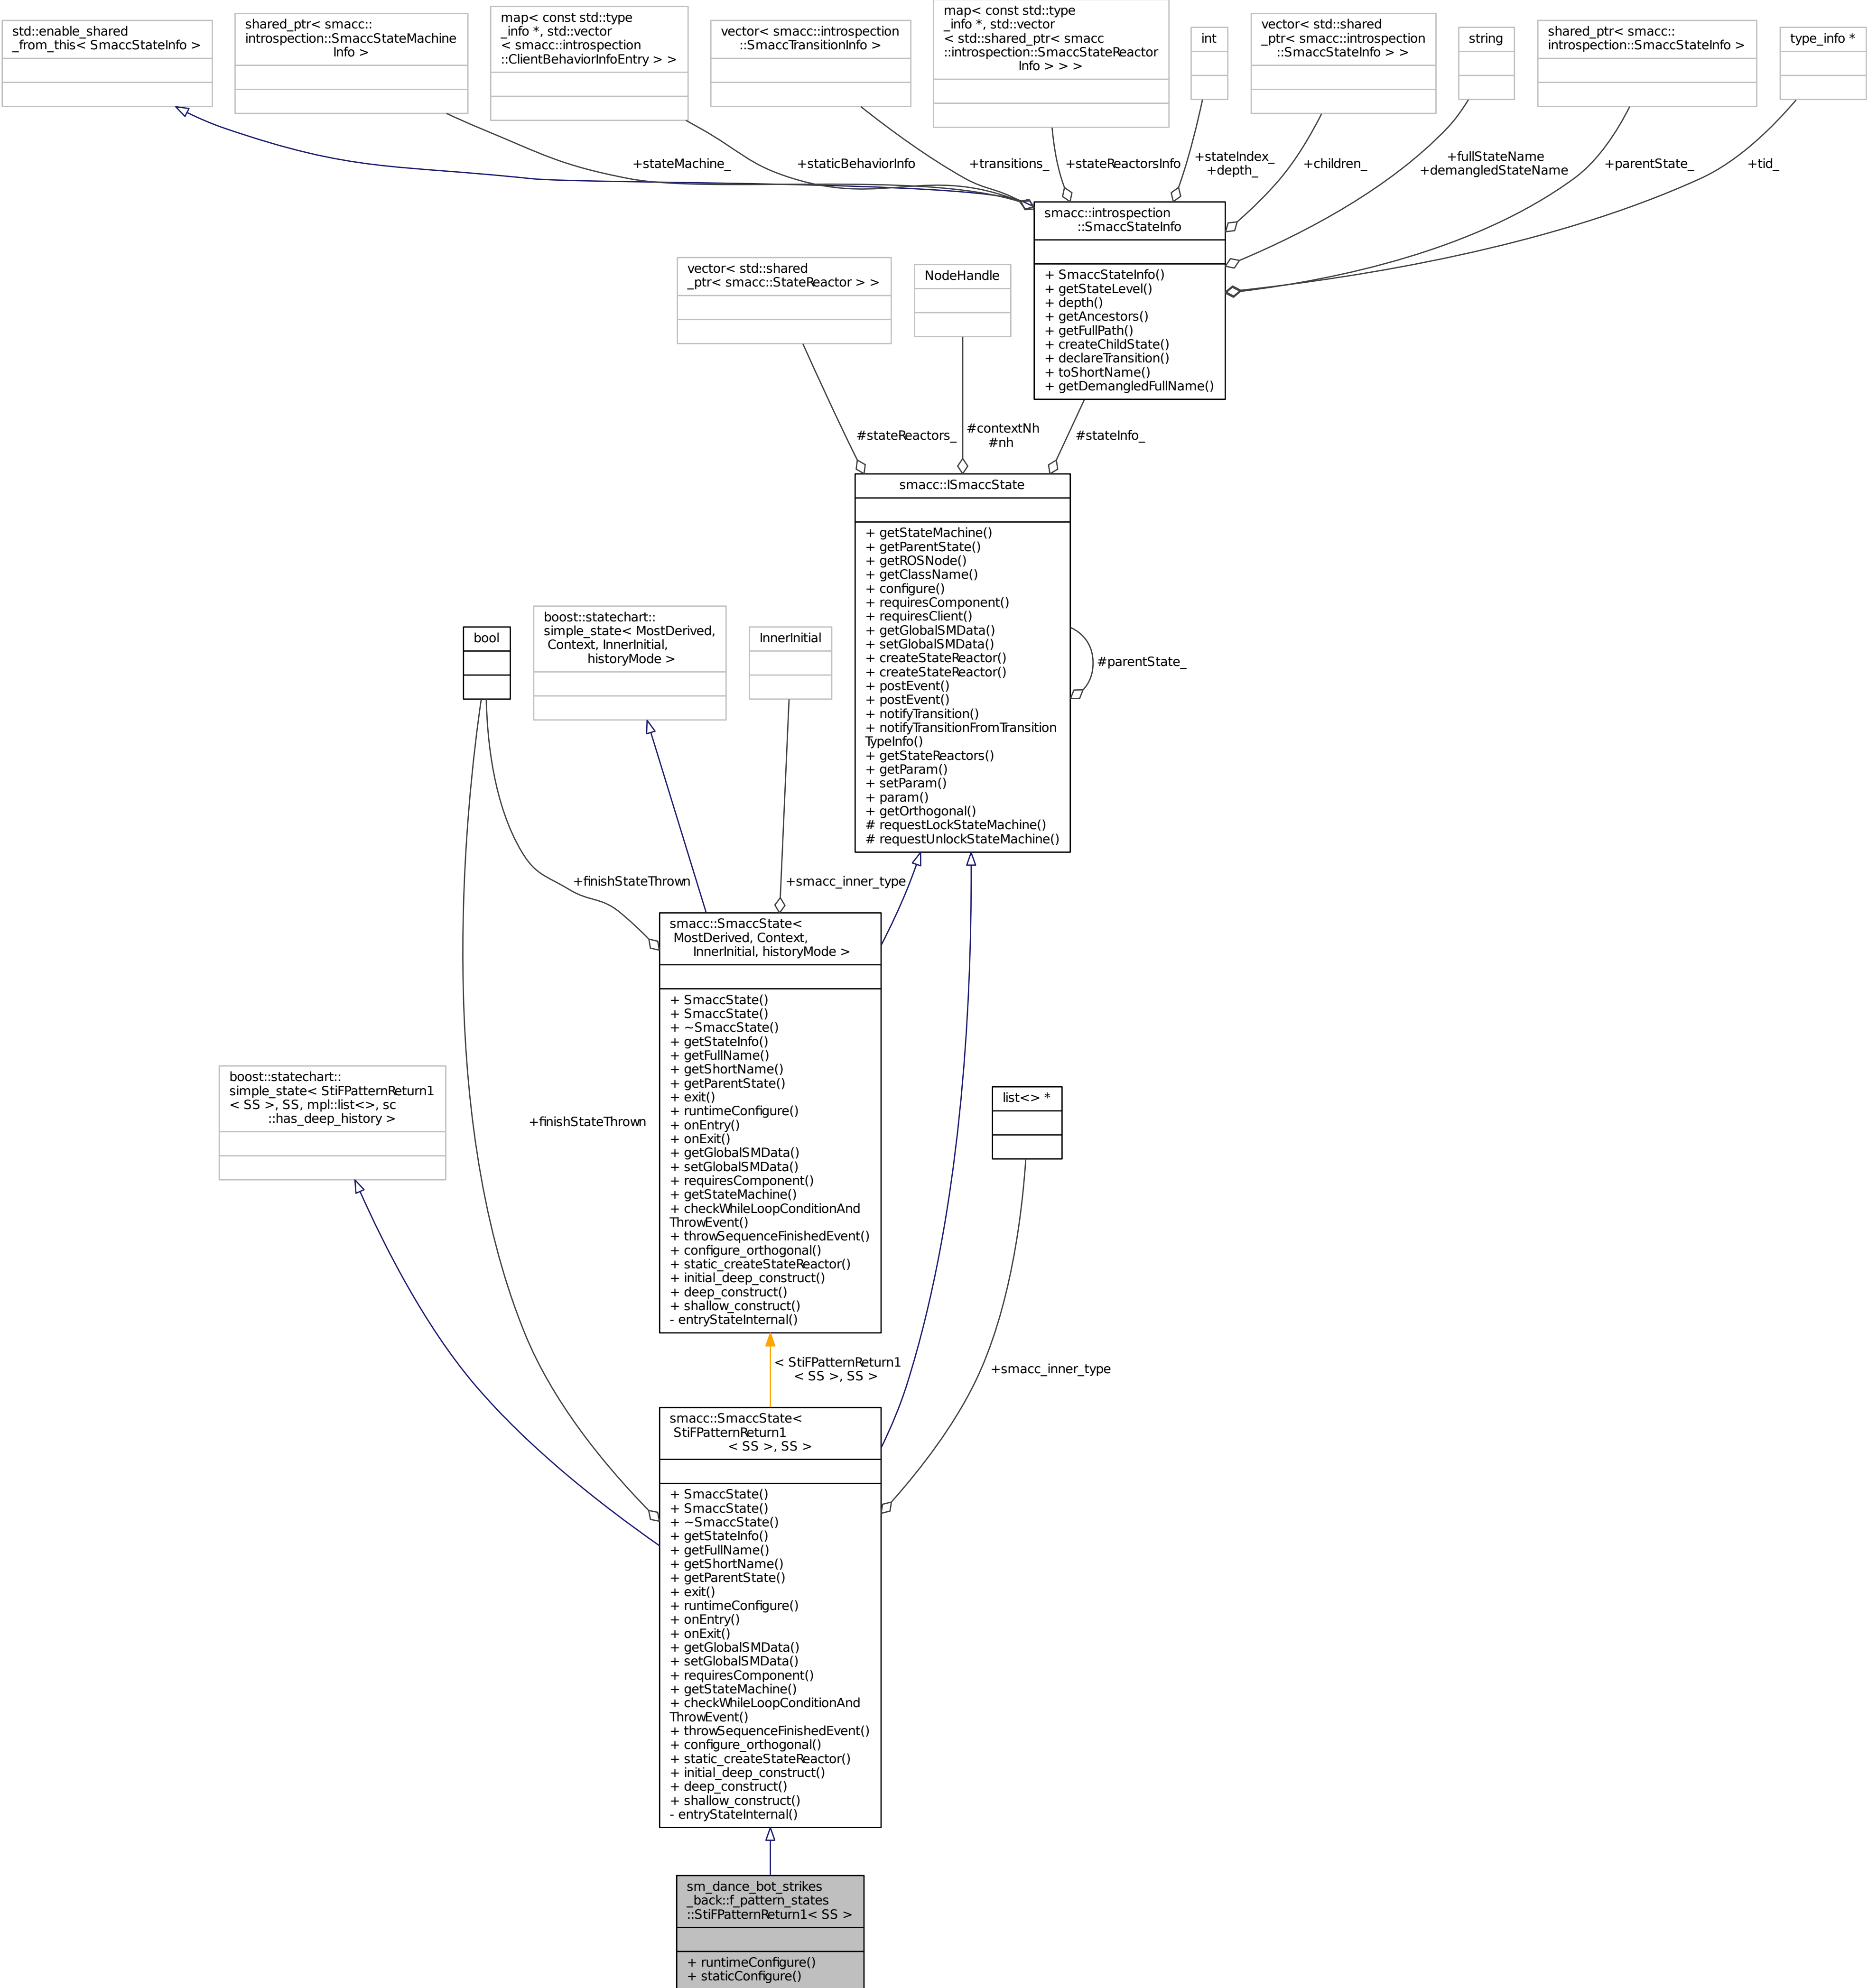 std::enable_shared
_from_this< SmaccStateInfo >
shared_ptr< smacc::
introspection::SmaccStateMachine
Info >
map< const std::type
_info *, std::vector
< smacc::introspection
::ClientBehaviorInfoEntry > >
vector< smacc::introspection
::SmaccTransitionInfo >
map< const std::type
_info *, std::vector
< std::shared_ptr< smacc
::introspection::SmaccStateReactor
Info > > >
int
vector< std::shared
_ptr< smacc::introspection
::SmaccStateInfo > >
string
shared_ptr< smacc::
introspection::SmaccStateInfo >
type_info *
+stateMachine_
+staticBehaviorInfo
+transitions_
+stateReactorsInfo
+stateIndex_
+depth_
+children_
+fullStateName
+demangledStateName
+parentState_
+tid_
smacc::introspection
::SmaccStateInfo
+ SmaccStateInfo()
+ getStateLevel()
+ depth()
+ getAncestors()
+ getFullPath()
+ createChildState()
+ declareTransition()
+ toShortName()
+ getDemangledFullName()
vector< std::shared
_ptr< smacc::StateReactor > >
NodeHandle
#stateReactors_
#contextNh
#nh
#stateInfo_
smacc::ISmaccState
+ getStateMachine()
+ getParentState()
+ getROSNode()
+ getClassName()
+ configure()
+ requiresComponent()
+ requiresClient()
+ getGlobalSMData()
+ setGlobalSMData()
+ createStateReactor()
+ createStateReactor()
+ postEvent()
+ postEvent()
+ notifyTransition()
+ notifyTransitionFromTransition
TypeInfo()
+ getStateReactors()
+ getParam()
+ setParam()
+ param()
+ getOrthogonal()
# requestLockStateMachine()
# requestUnlockStateMachine()
#parentState_
bool
boost::statechart::
simple_state< MostDerived,
Context, InnerInitial,
historyMode >
InnerInitial
+finishStateThrown
+smacc_inner_type
smacc::SmaccState<
MostDerived, Context,
InnerInitial, historyMode >
+ SmaccState()
+ SmaccState()
+ ~SmaccState()
+ getStateInfo()
+ getFullName()
+ getShortName()
+ getParentState()
+ exit()
+ runtimeConfigure()
+ onEntry()
+ onExit()
+ getGlobalSMData()
+ setGlobalSMData()
+ requiresComponent()
+ getStateMachine()
+ checkWhileLoopConditionAnd
ThrowEvent()
+ throwSequenceFinishedEvent()
+ configure_orthogonal()
+ static_createStateReactor()
+ initial_deep_construct()
+ deep_construct()
+ shallow_construct()
- entryStateInternal()
boost::statechart::
simple_state< StiFPatternReturn1
< SS >, SS, mpl::list<>, sc
::has_deep_history >
+finishStateThrown
list<> *
< StiFPatternReturn1
< SS >, SS >
+smacc_inner_type
smacc::SmaccState<
StiFPatternReturn1
< SS >, SS >
+ SmaccState()
+ SmaccState()
+ ~SmaccState()
+ getStateInfo()
+ getFullName()
+ getShortName()
+ getParentState()
+ exit()
+ runtimeConfigure()
+ onEntry()
+ onExit()
+ getGlobalSMData()
+ setGlobalSMData()
+ requiresComponent()
+ getStateMachine()
+ checkWhileLoopConditionAnd
ThrowEvent()
+ throwSequenceFinishedEvent()
+ configure_orthogonal()
+ static_createStateReactor()
+ initial_deep_construct()
+ deep_construct()
+ shallow_construct()
- entryStateInternal()
sm_dance_bot_strikes
_back::f_pattern_states
::StiFPatternReturn1< SS >
+ runtimeConfigure()
+ staticConfigure()